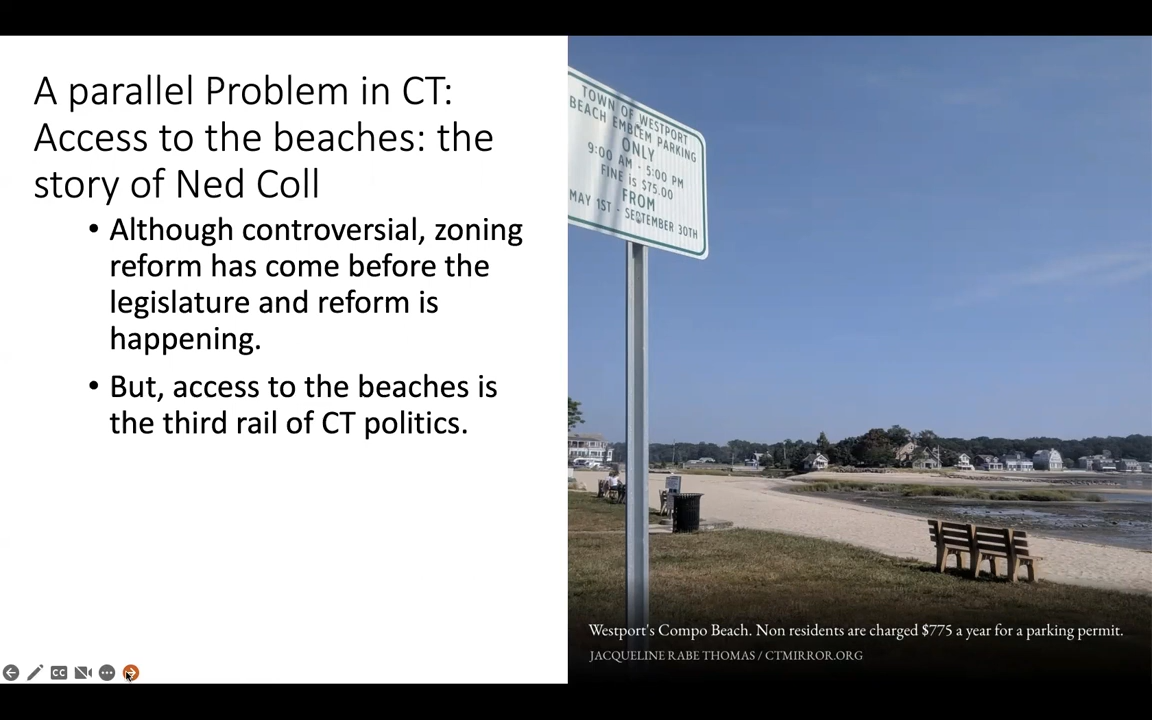 A parallel Problem in CT:
Access to the beaches: the
story of Ned Coll
• Although controversial, zoning
reform has come before the
legislature and reform is
happening.
• But, access to the beaches is
the third rail of CT politics.
TOWN OF WESTPORT
BEACH EMBLEM PARKING
ONLY
9:00 AM - 5:00 PM
FINE IS $75.00
FROM
MAY 1ST - SEPTEMBER 30TH
Westport's Compo Beach. Non residents are charged $775 a year for a parking permit.
JACQUELINE RABE THOMAS / CTMIRROR.ORG
CC